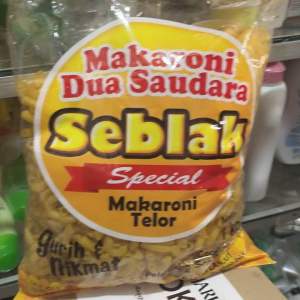 Makaroni
Dua Saudara
Seblak
Special
Makaroni
Telor
Gurih &
Nikmat